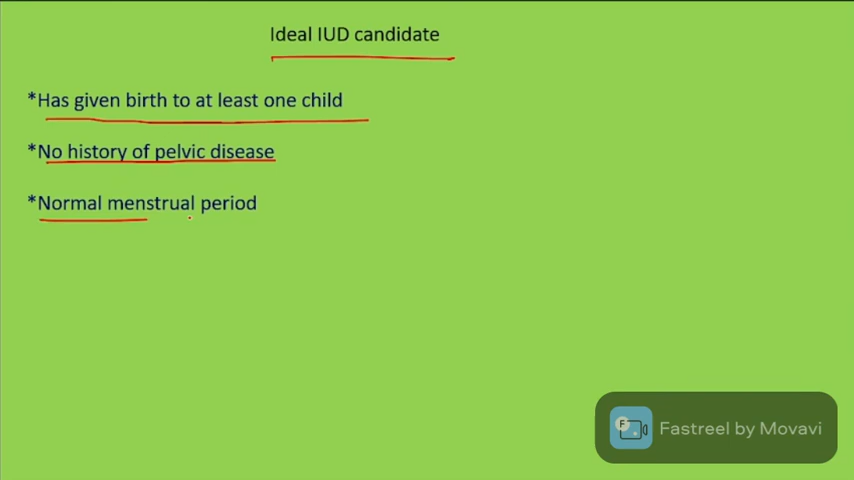 Ideal IUD candidate
*Has given birth to at least one child
*No history of pelvic disease
*Normal menstrual period
Fastreel by Movavi